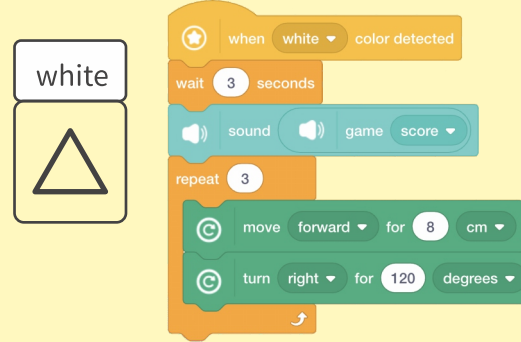 white
when white color detected
wait 3 seconds
sound game score
repeat 3
move forward for 8 cm
turn right for 120 degrees